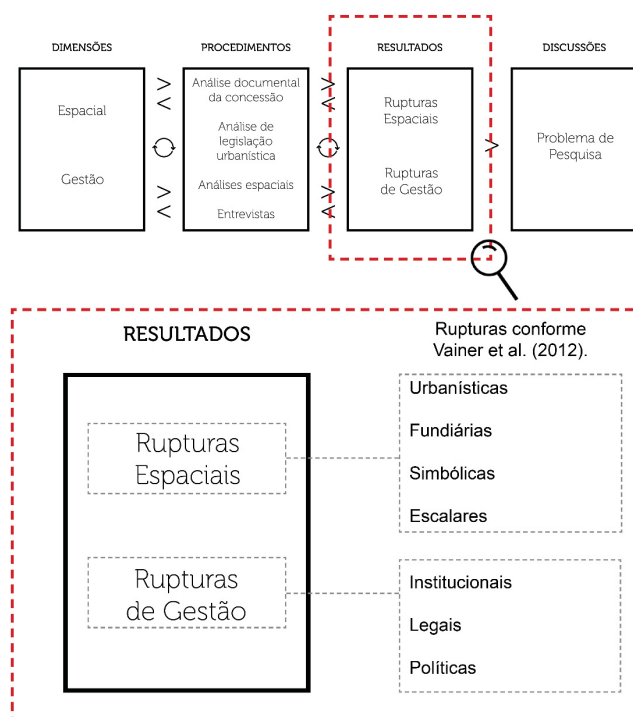 DIMENSÕES
Espacial
Gestão
PROCEDIMENTOS
Análise documental
da concessão
Análise de
legislação
urbanística
Análises espaciais
Entrevistas
RESULTADOS
Rupturas
Espaciais
Rupturas
de Gestão
DISCUSSÕES
Problema de
Pesquisa
RESULTADOS
Rupturas
Espaciais
Rupturas
de Gestão
Rupturas conforme
Vainer et al. (2012).
Urbanísticas
Fundiárias
Simbólicas
Escalares
Institucionais
Legais
Políticas